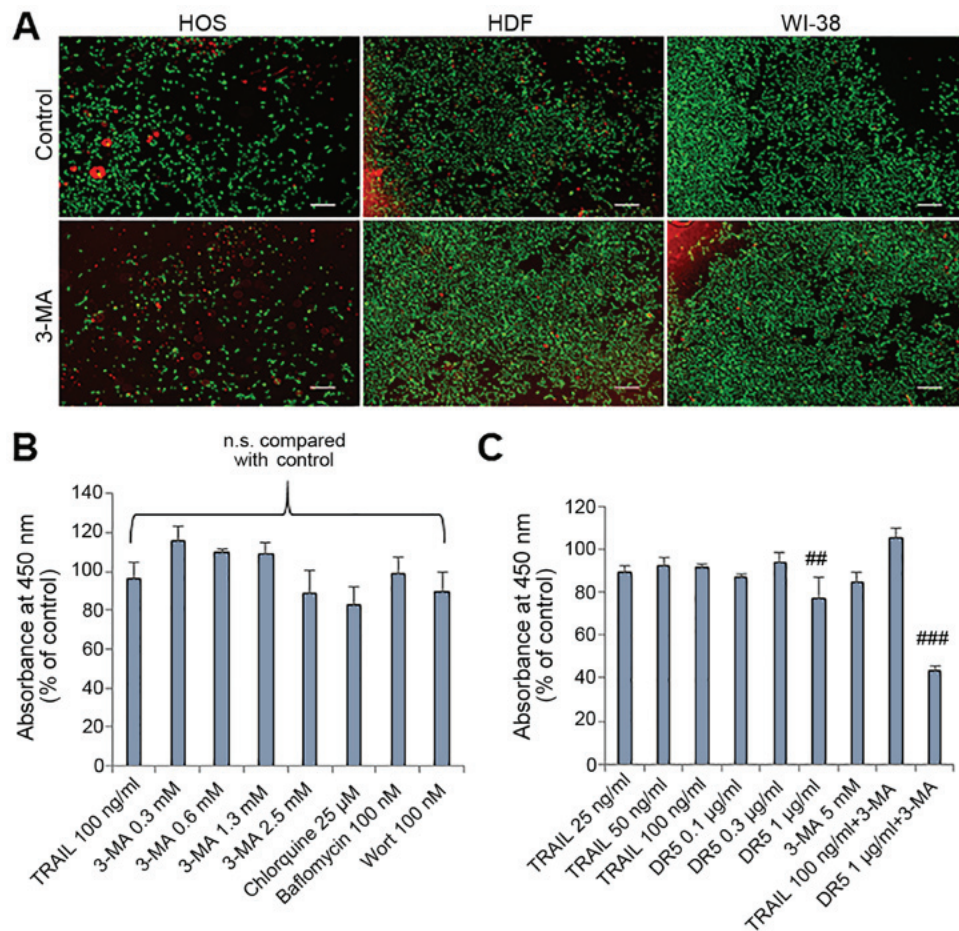 A
HOS
HDF
WI-38
Control
3-MA
B
n.s. compared
with control
Absorbance at 450 nm
(% of control)
140
120
100
80
60
40
20
0
TRAIL 100 ng/ml
3-MA 0.3 mM
3-MA 0.6 mM
3-MA 1.3 mM
3-MA 2.5 mM
Chlorquine 25 µM
Baflomycin 100 nM
Wort 100 nM
C
Absorbance at 450 nm
(% of control)
120
100
80
60
40
20
0
##
###
TRAIL 25 ng/ml
TRAIL 50 ng/ml
TRAIL 100 ng/ml
DR5 0.1 µg/ml
DR5 0.3 µg/ml
DR5 1 µg/ml
3-MA 5 mM
TRAIL 100 ng/ml+3-MA
DR5 1 µg/ml+3-MA